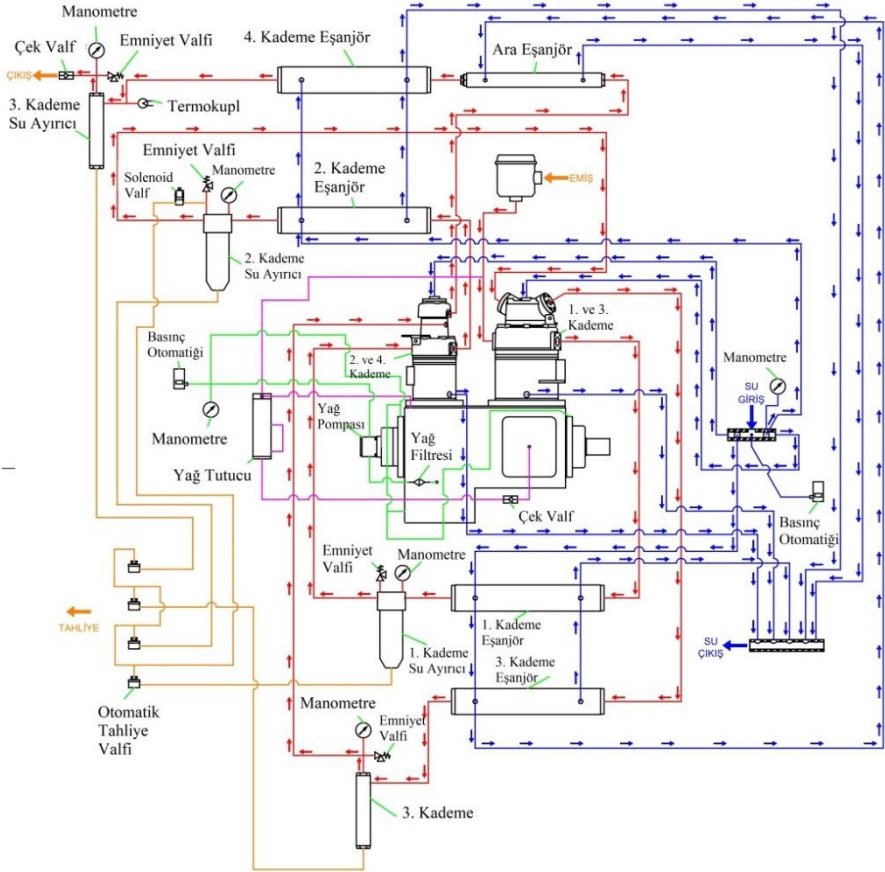 Manometre
Çek Valf
Emniyet Valfi
ÇIKIŞ
3. Kademe
Su Ayırıcı
Termokupl
4. Kademe Eşanjör
Ara Eşanjör
Emniyet Valfi
Solenoid
Valf
Manometre
2. Kademe
Eşanjör
EMİŞ
2. Kademe
Su Ayırıcı
1. ve 3.
Kademe
Basınç
Otomatiği
2. ve 4.
Kademe
Manometre
SU
GİRİŞ
Manometre
Yağ
Pompası
Yağ
Filtresi
Yağ Tutucu
Çek Valf
Basınç
Otomatiği
Emniyet
Valfi
Manometre
TAHLİYE
1. Kademe
Eşanjör
1. Kademe
Su Ayırıcı
3. Kademe
Eşanjör
SU
ÇIKIŞ
Otomatik
Tahliye
Valfi
Manometre
Emniyet
Valfi
3. Kademe